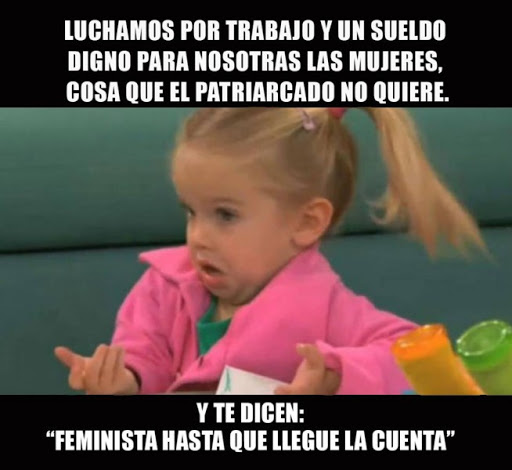 LUCHAMOS POR TRABAJO Y UN SUELDO
DIGNO PARA NOSOTRAS LAS MUJERES,
COSA QUE EL PATRIARCADO NO QUIERE.
Y TE DICEN:
“FEMINISTA HASTA QUE LLEGUE LA CUENTA”